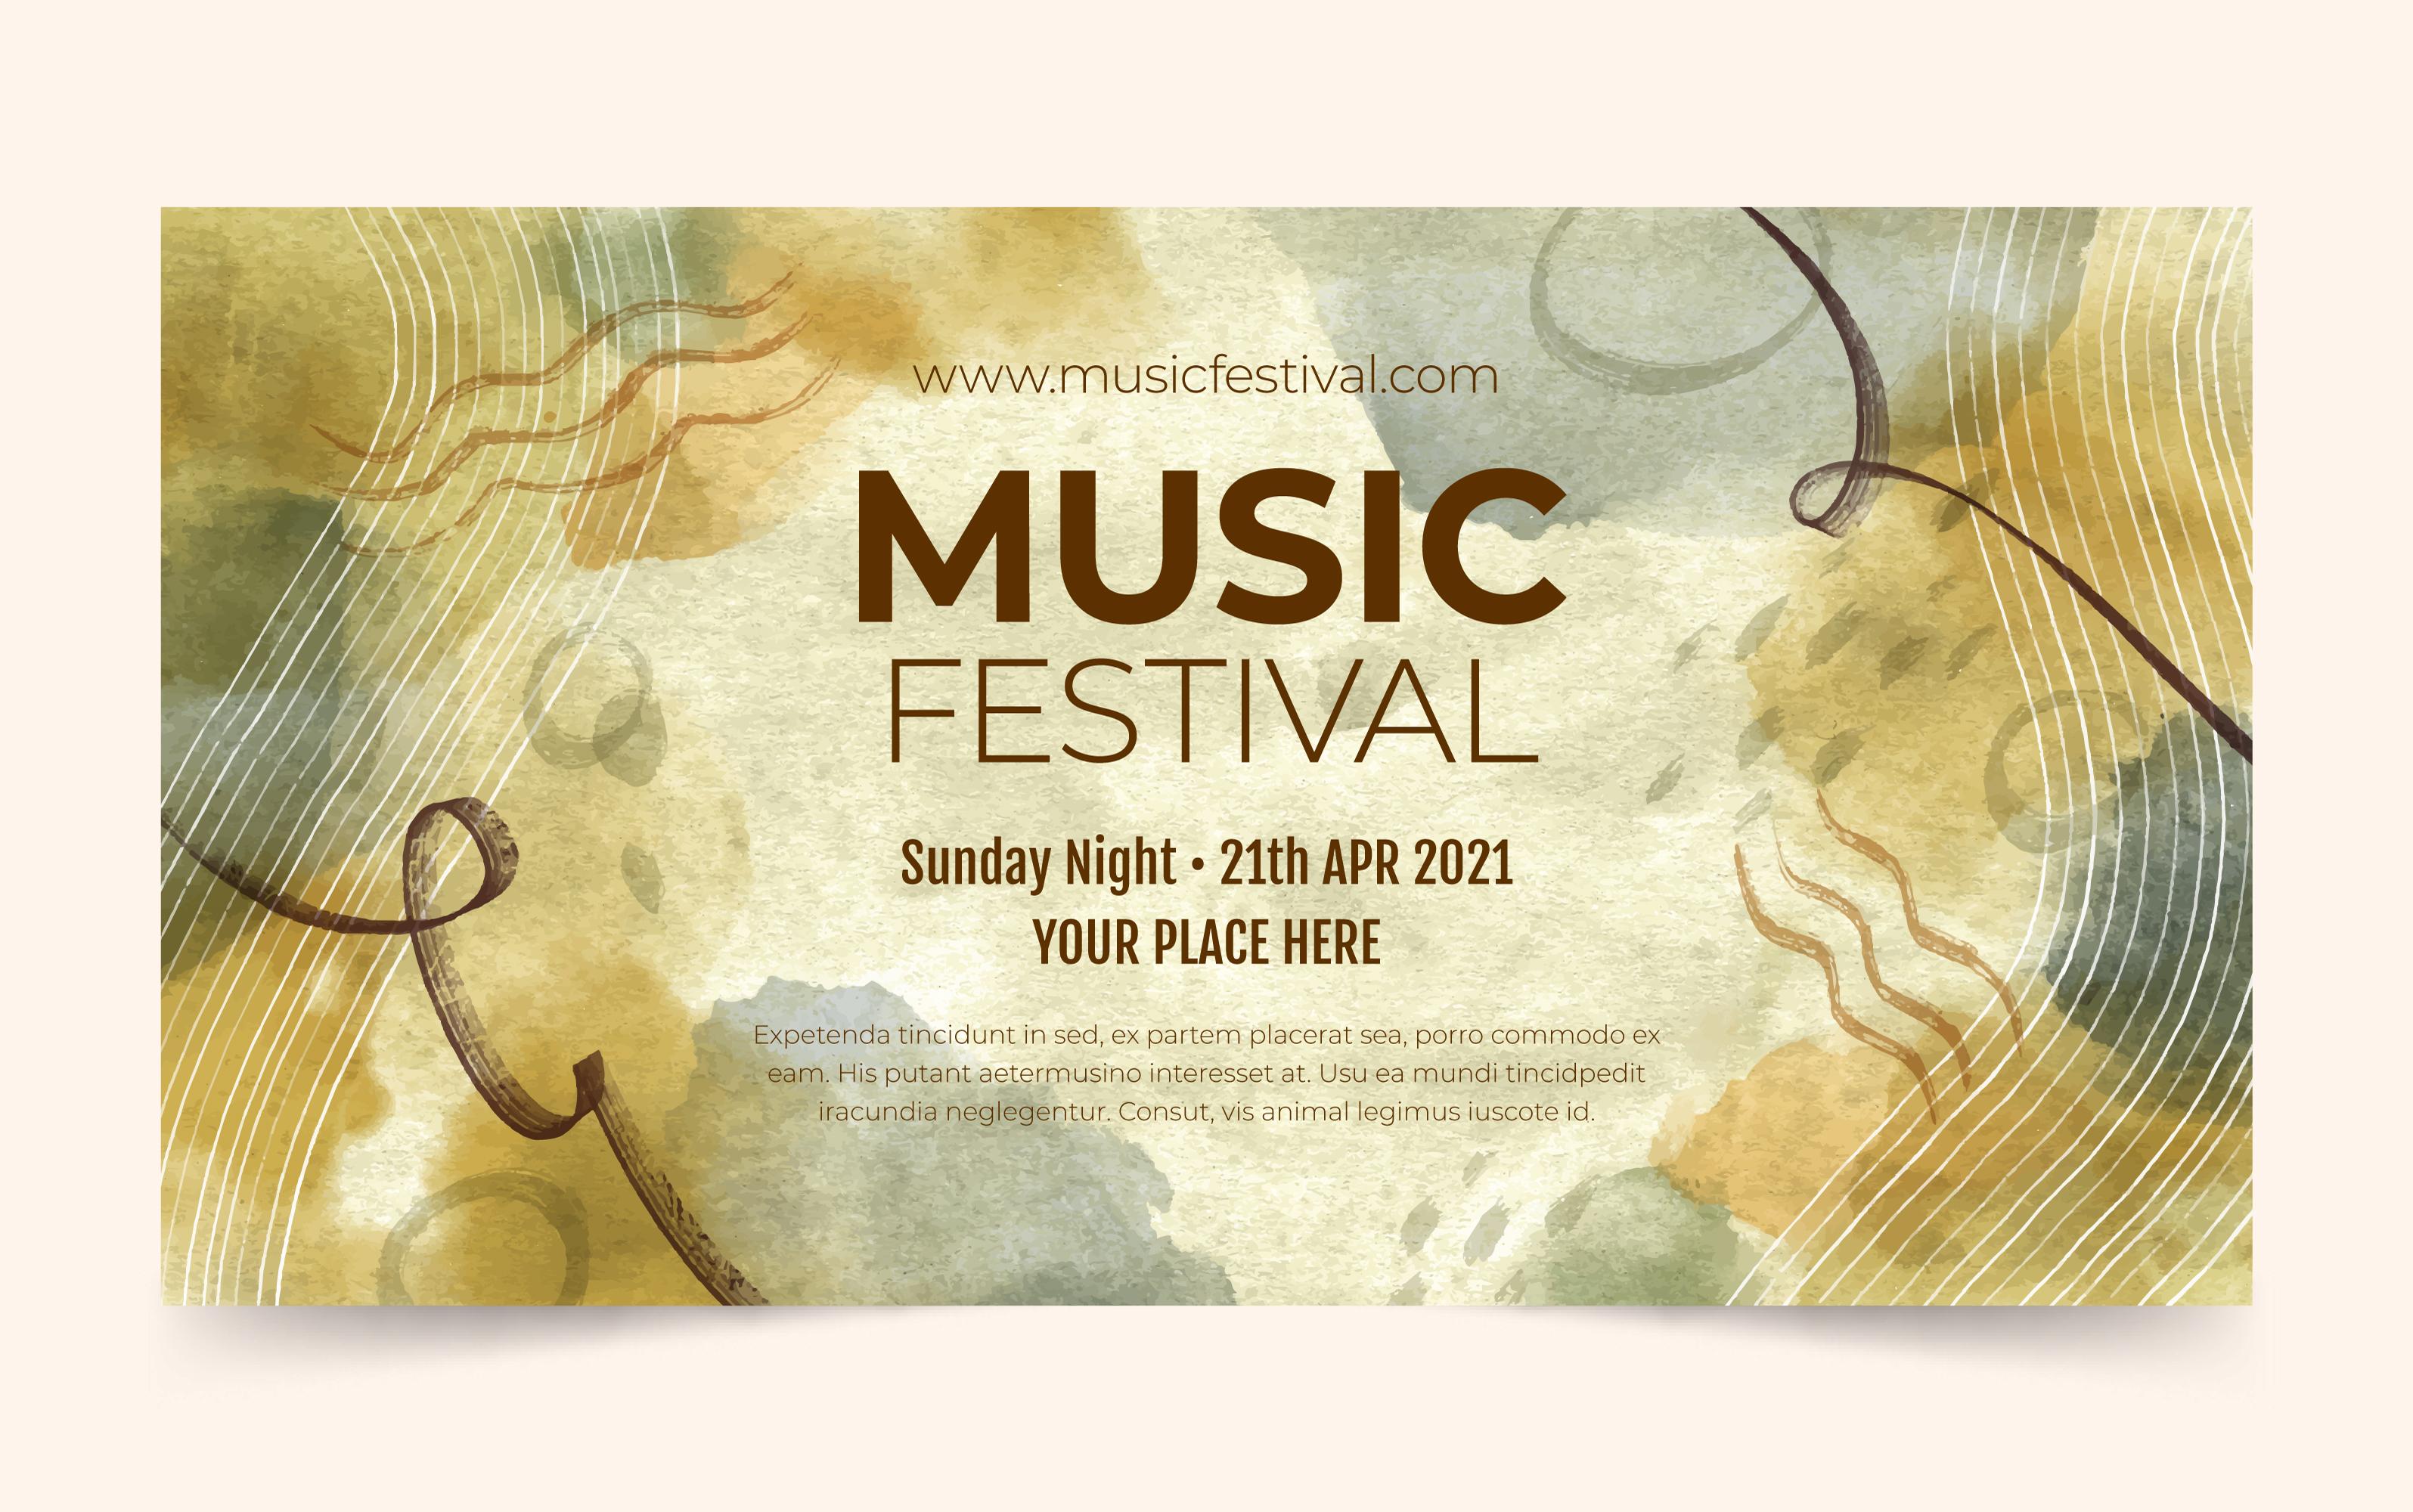 www.musicfestival.com
MUSIC
FESTIVAL
Sunday Night • 21th APR 2021
YOUR PLACE HERE
Expetenda tincidunt in sed, ex partem placerat sea, porro commodo ex
eam. His putant aetermusino interesset at. Usu ea mundi tincidpedit
iracundia neglegentur. Consut, vis animal legimus iuscote id.